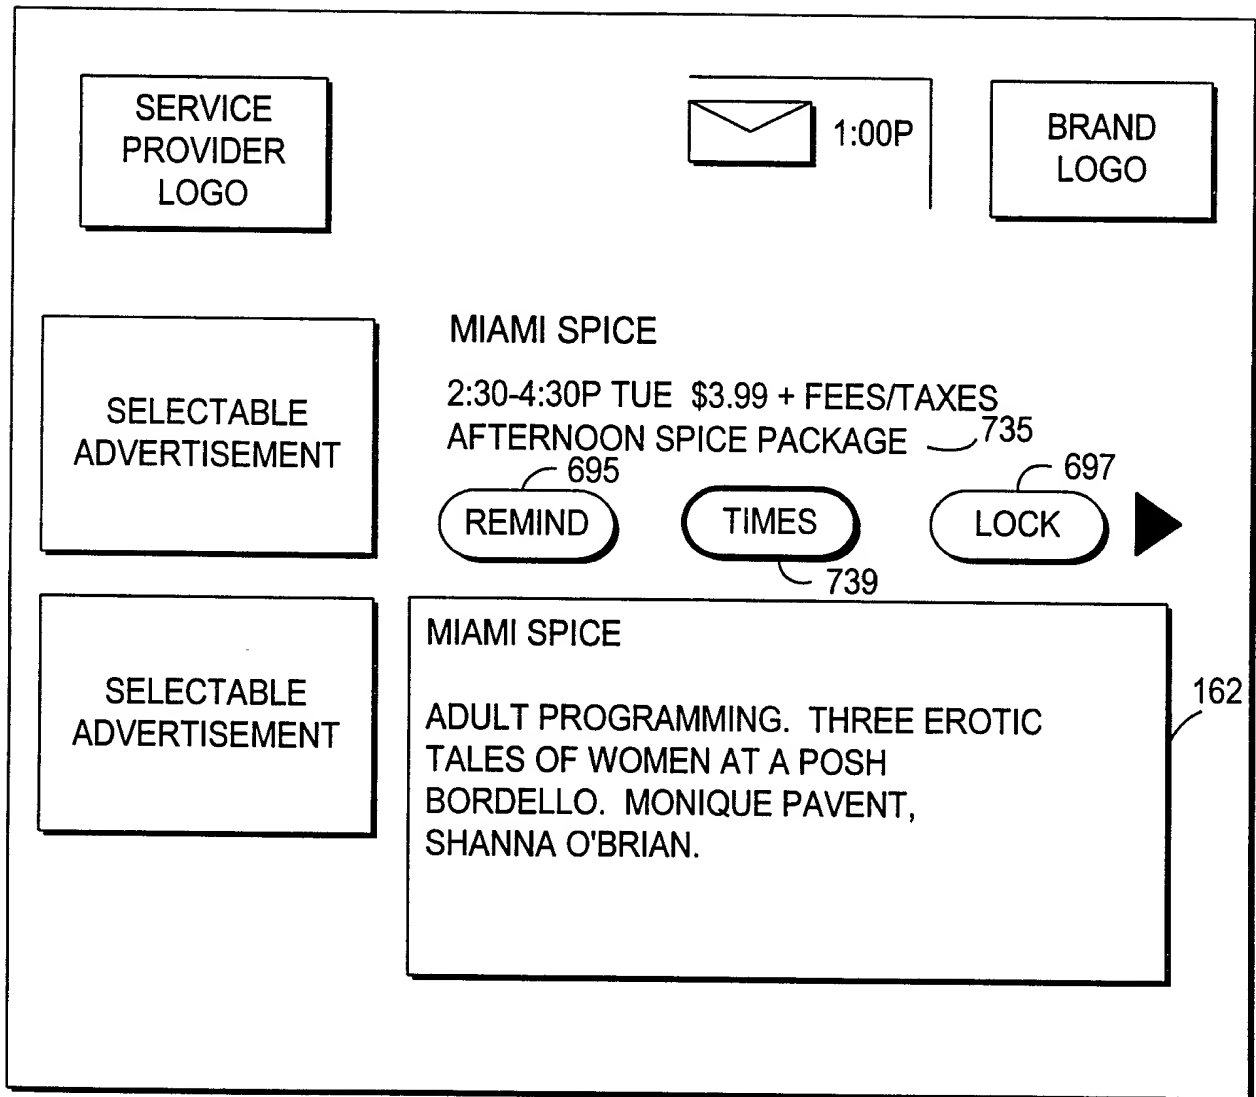 SERVICE
PROVIDER
LOGO
1:00P
BRAND
LOGO
SELECTABLE
ADVERTISEMENT
MIAMI SPICE
2:30-4:30P TUE $3.99 + FEES/TAXES
AFTERNOON SPICE PACKAGE 735
695
697
REMIND
TIMES
LOCK
739
SELECTABLE
ADVERTISEMENT
MIAMI SPICE
ADULT PROGRAMMING. THREE EROTIC
TALES OF WOMEN AT A POSH
BORDELLO. MONIQUE PAVENT,
SHANNA O'BRIAN.
162